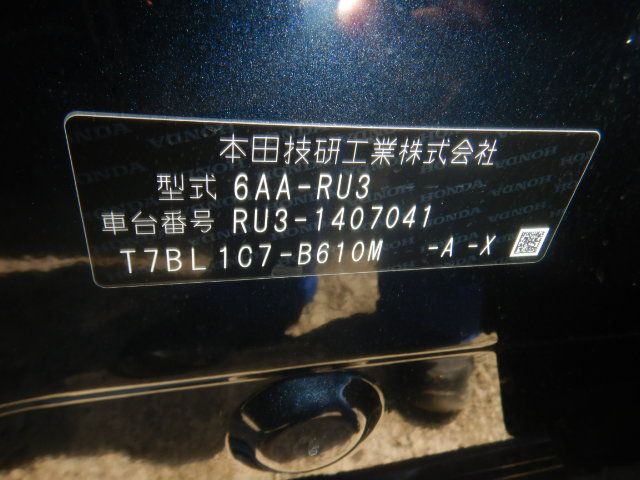 本田技研工業株式会社
型式 6AA-RU3
車台番号 RU3-1407041
T7BL1C7-B610M -A -X